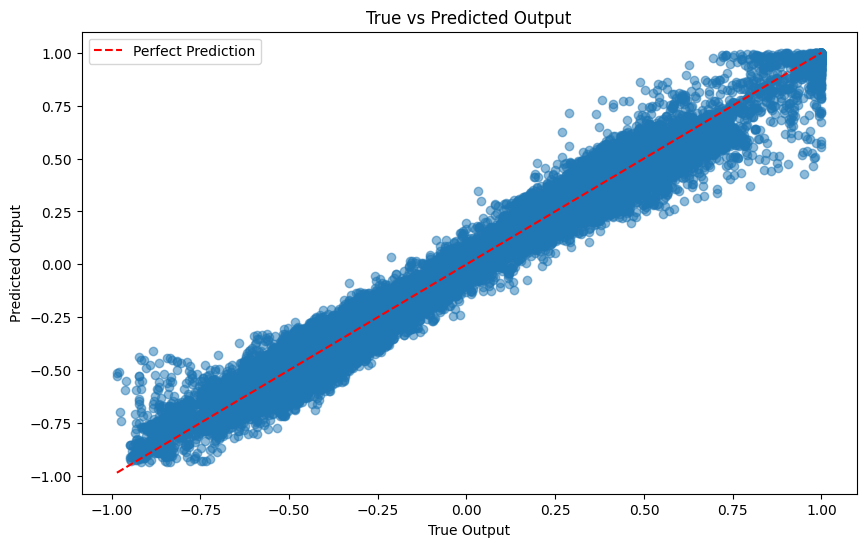 True vs Predicted Output
Perfect Prediction
Predicted Output
1.00
0.75
0.50
0.25
0.00
−0.25
−0.50
−0.75
−1.00
−1.00 −0.75 −0.50 −0.25 0.00 0.25 0.50 0.75 1.00
True Output